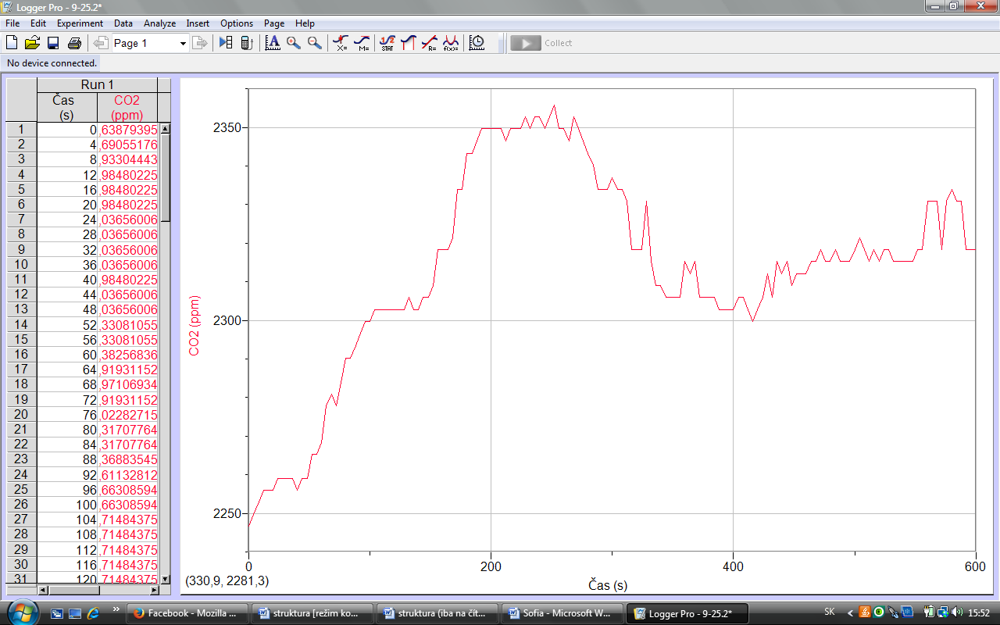 Logger Pro - 9-25.2*
File Edit Experiment Data Analyze Insert Options Page Help
Page 1
X= M= STAT R= f(x)= Collect
No device connected.
Run 1
Čas CO2
(s) (ppm)
1 0 ,63879395
2 4 ,69055176
3 8 ,93304443
4 12 ,98480225
5 16 ,98480225
6 20 ,98480225
7 24 ,03656006
8 28 ,03656006
9 32 ,03656006
10 36 ,03656006
11 40 ,98480225
12 44 ,03656006
13 48 ,03656006
14 52 ,33081055
15 56 ,33081055
16 60 ,38256836
17 64 ,91931152
18 68 ,97106934
19 72 ,91931152
20 76 ,02282715
21 80 ,31707764
22 84 ,31707764
23 88 ,36883545
24 92 ,61132812
25 96 ,66308594
26 100 ,66308594
27 104 ,71484375
28 108 ,71484375
29 112 ,71484375
30 116 ,71484375
31 120 ,71484375
2350
2300
2250
CO2 (ppm)
0 200 400 600
(330,9, 2281,3)
Čas (s)
Facebook - Mozilla ... struktura [režim ko... struktura (iba na čít... Sofia - Microsoft W... Logger Pro - 9-25.2*
SK 15:52